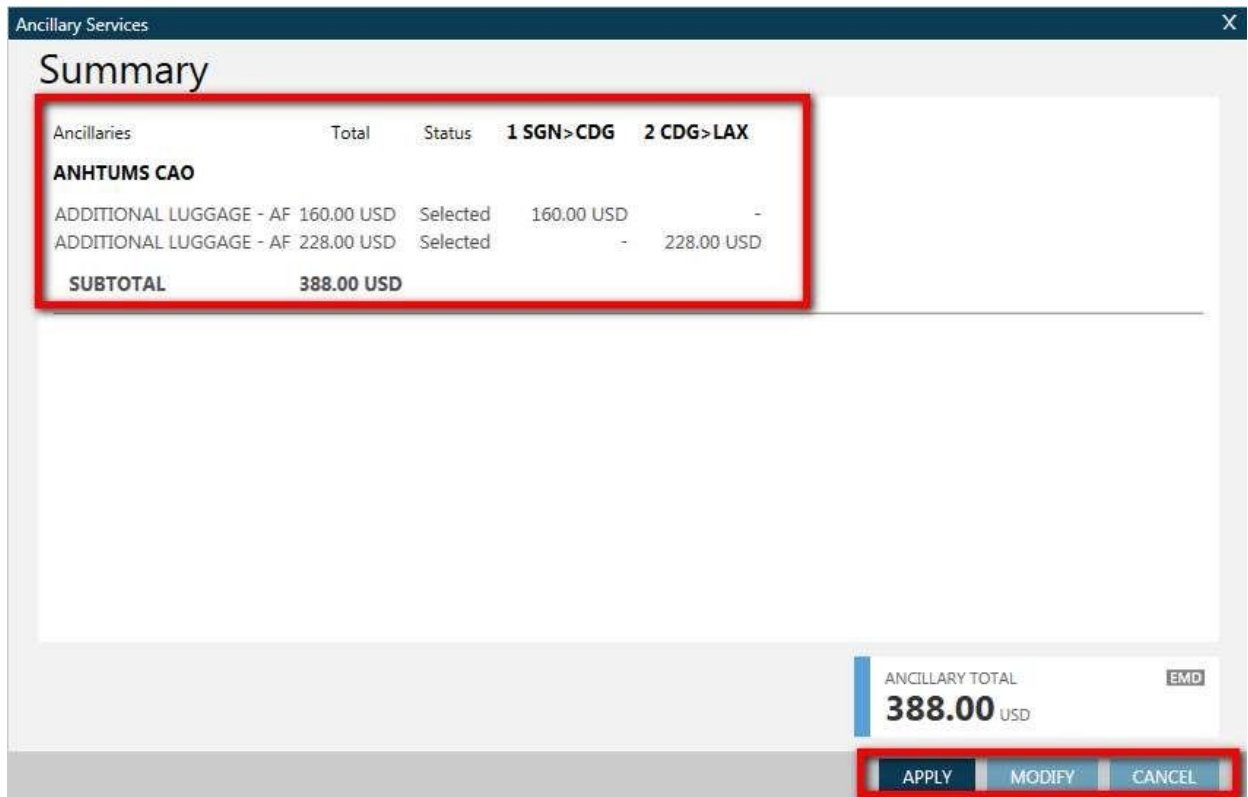 Ancillary Services X
Summary
Ancillaries Total Status 1 SGN>CDG 2 CDG>LAX
ANHTUMS CAO
ADDITIONAL LUGGAGE - AF 160.00 USD Selected 160.00 USD -
ADDITIONAL LUGGAGE - AF 228.00 USD Selected - 228.00 USD
SUBTOTAL 388.00 USD
ANCILLARY TOTAL EMD
388.00 USD
APPLY MODIFY CANCEL